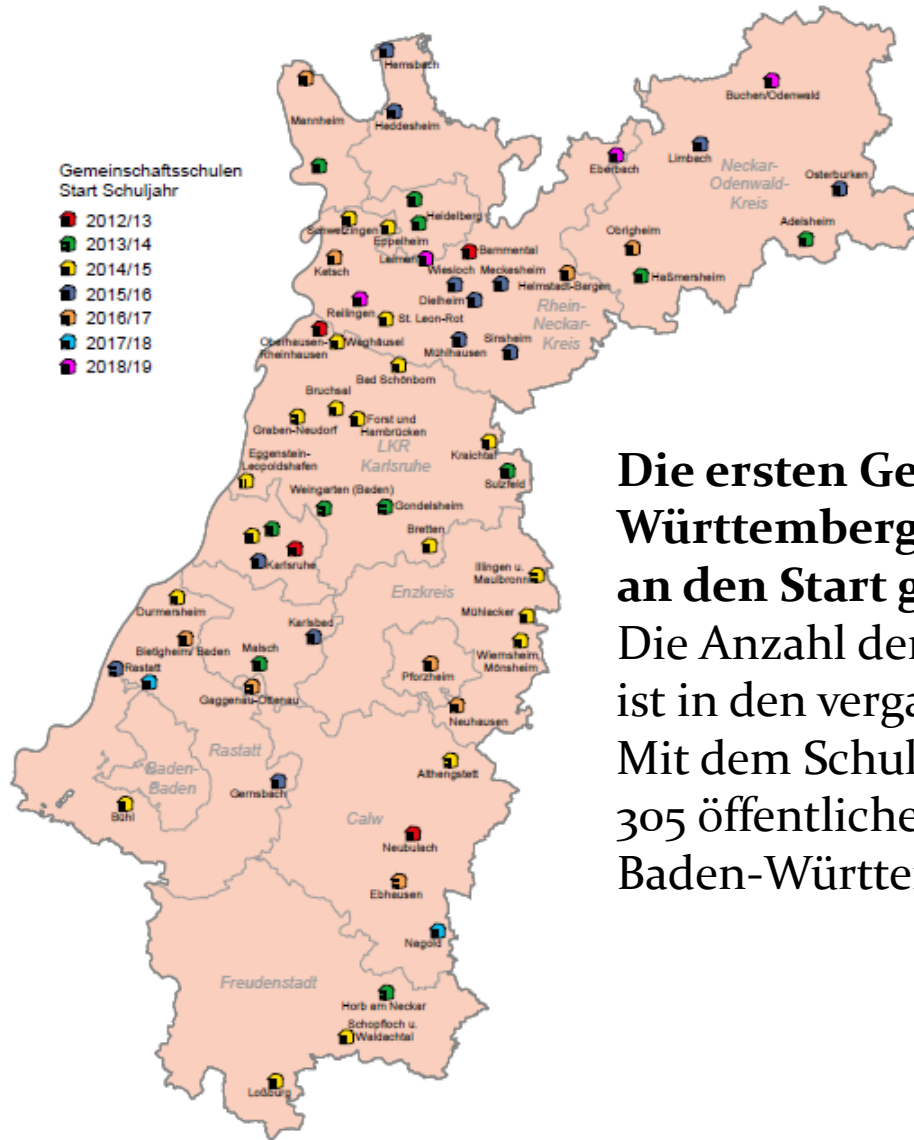 Hemsbach
Buchen/Odenwald
Mannheim
Heddesheim
Gemeinschaftsschulen
Start Schuljahr
2012/13
2013/14
2014/15
2015/16
2016/17
2017/18
2018/19
Eberbach
Limbach
Neckar-
Odenwald-
Kreis
Osterburken
Adelsheim
Heidelberg
Schwetzingen
Eppelheim
Bammental
Obrigheim
Ketsch
Wiesloch
Meckesheim
Helmstadt-Bargen
Haßmersheim
Reilingen
Dielheim
Rhein-
Neckar-
Kreis
St. Leon-Rot
Oberhausen-
Rheinhausen
Waghäusel
Mühlhausen
Sinsheim
Bad Schönborn
Bruchsal
Graben-Neudorf
Forst und
Hambrücken
LKR
Karlsruhe
Kraichtal
Eggenstein-
Leopoldshafen
Sulzfeld
Weingarten (Baden)
Gondelsheim
Bretten
Karlsruhe
Illingen u.
Maulbronn
Enzkreis
Durmersheim
Mühlacker
Karlsbad
Bietigheim/ Baden
Malsch
Wiernsheim,
Mönsheim
Rastatt
Pforzheim
Gaggenau-Ottenau
Neuhausen
Rastatt
Baden-
Baden
Althengstett
Gernsbach
Bühl
Calw
Neubulach
Ebhausen
Nagold
Freudenstadt
Horb am Neckar
Schopfloch u.
Waldachtal
Loßburg
Die ersten Ge
Württemberg
an den Start g
Die Anzahl der
ist in den verga
Mit dem Schul
305 öffentliche
Baden-Württe